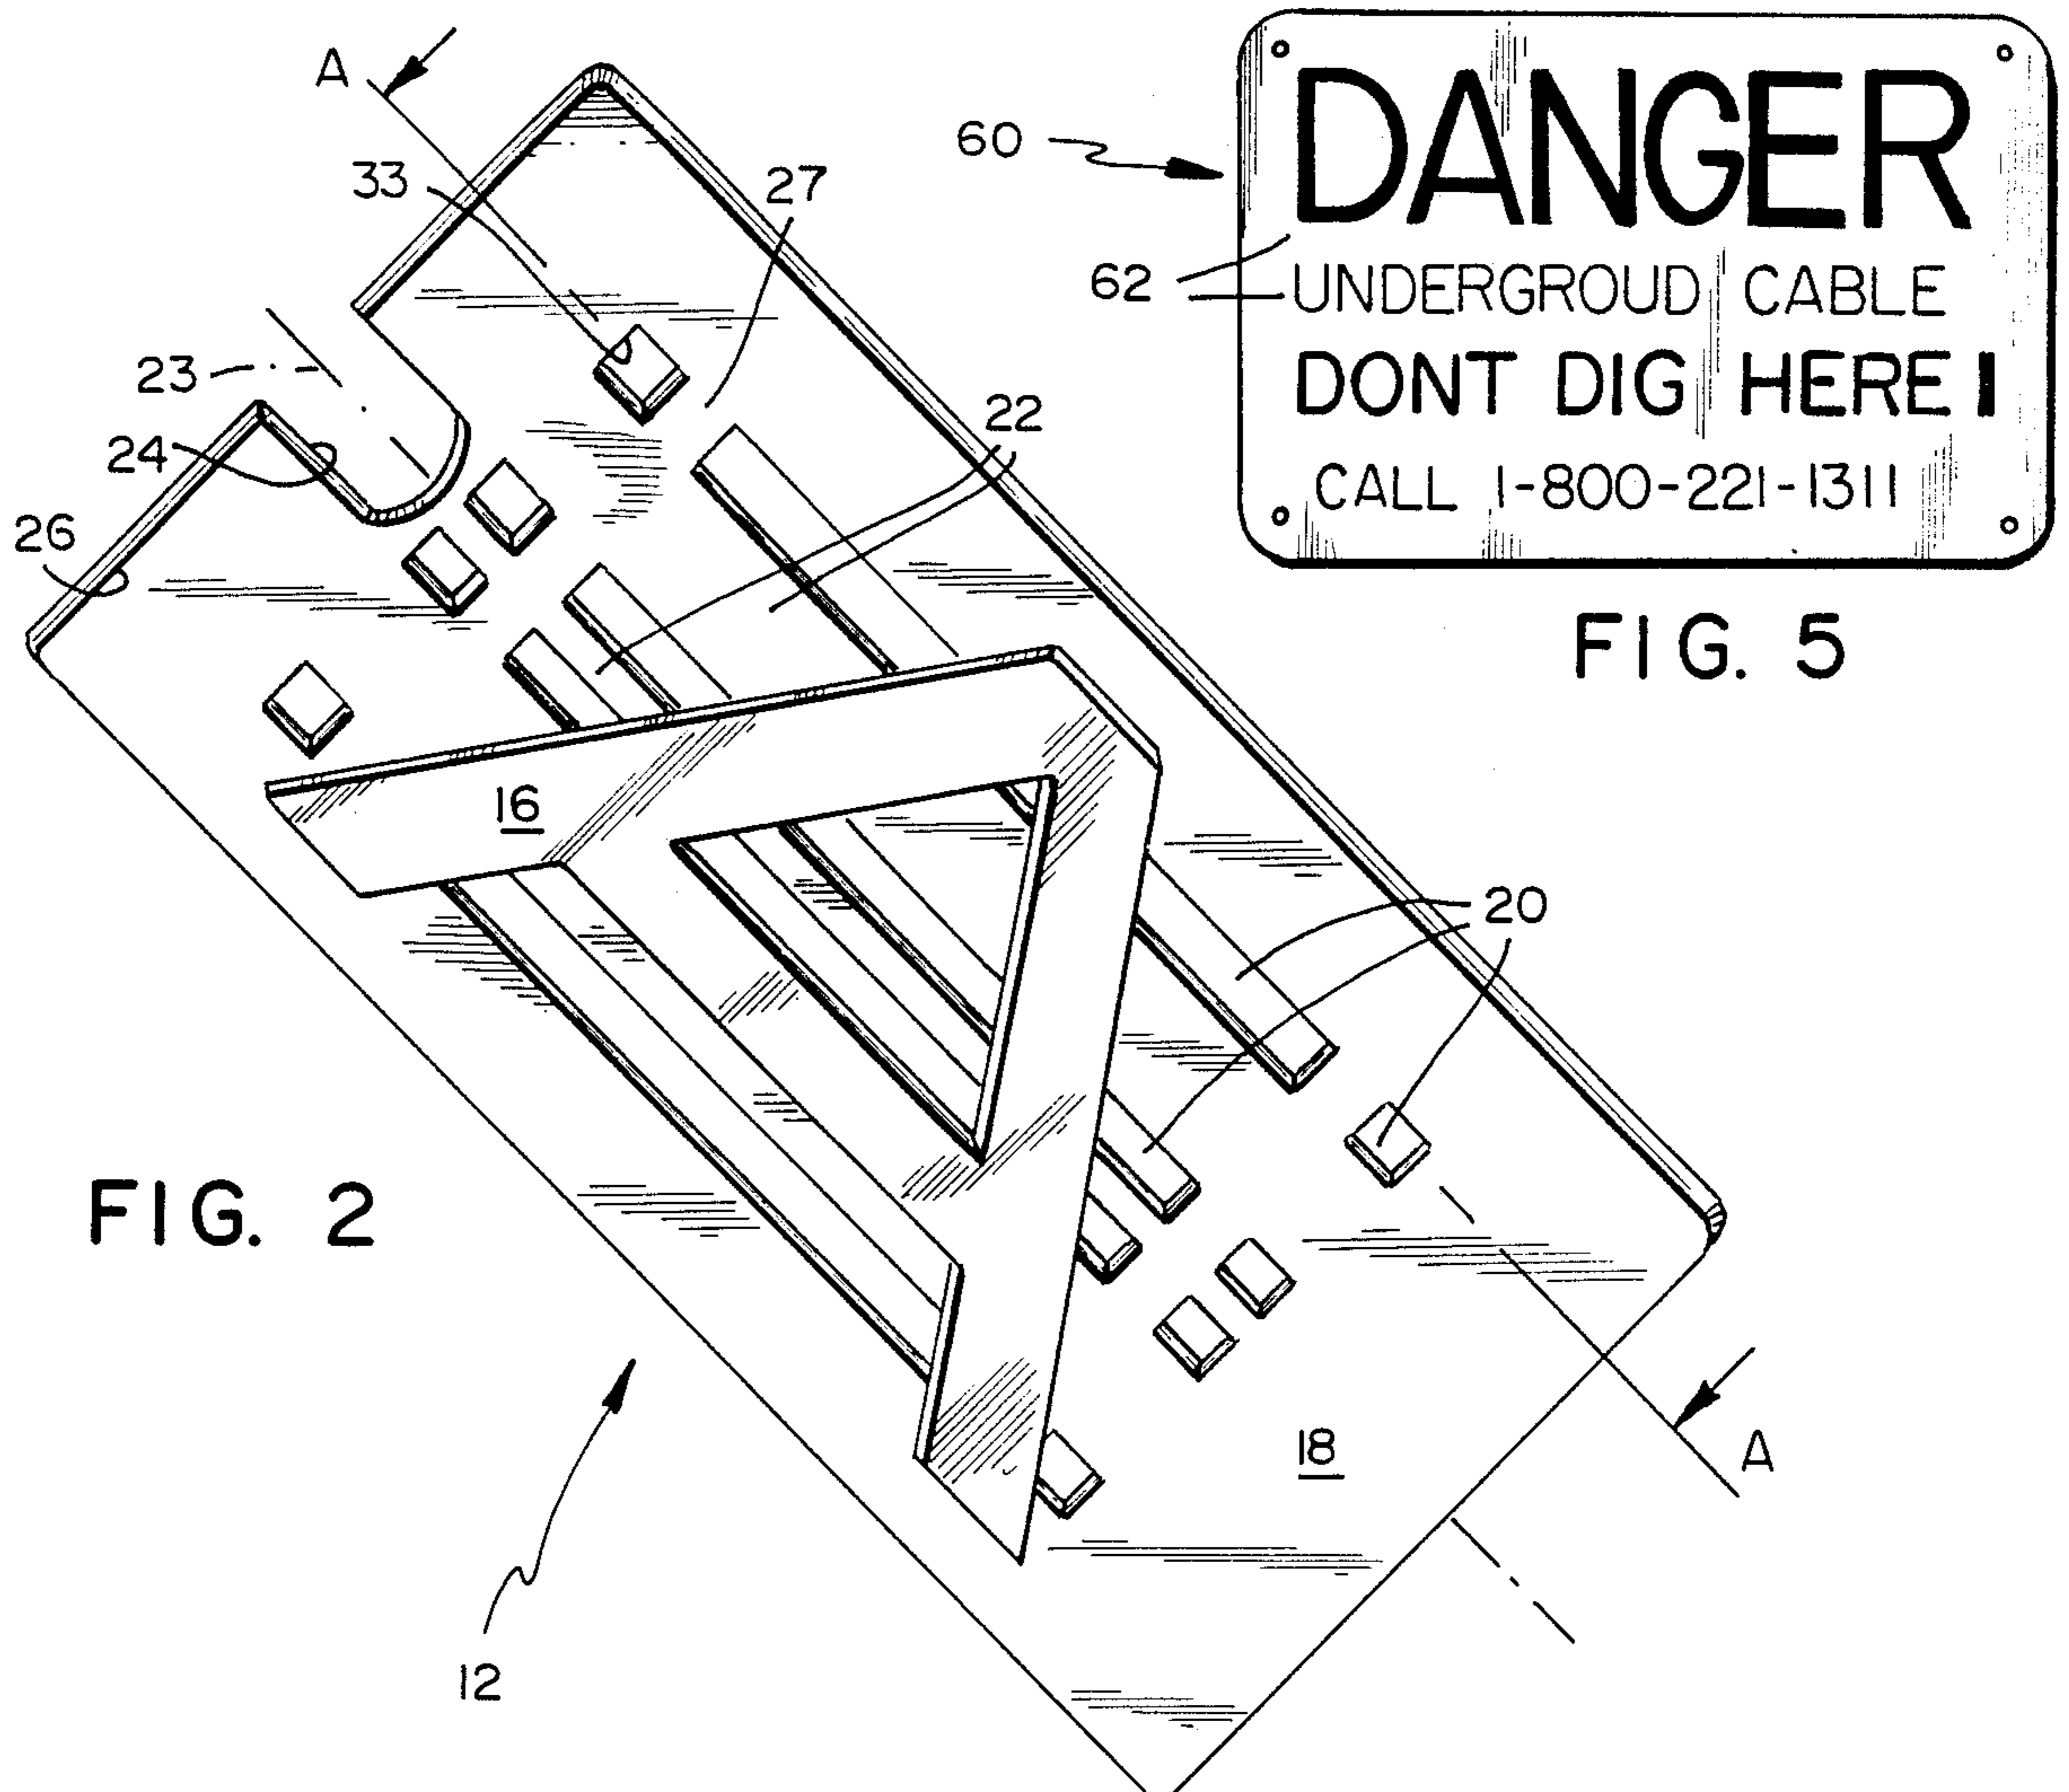 A
33
27
23
24
26
22
16
20
18
A
12
FIG. 2
60
62
DANGER
UNDERGROUD CABLE
DONT DIG HERE!
CALL 1-800-221-1311
FIG. 5